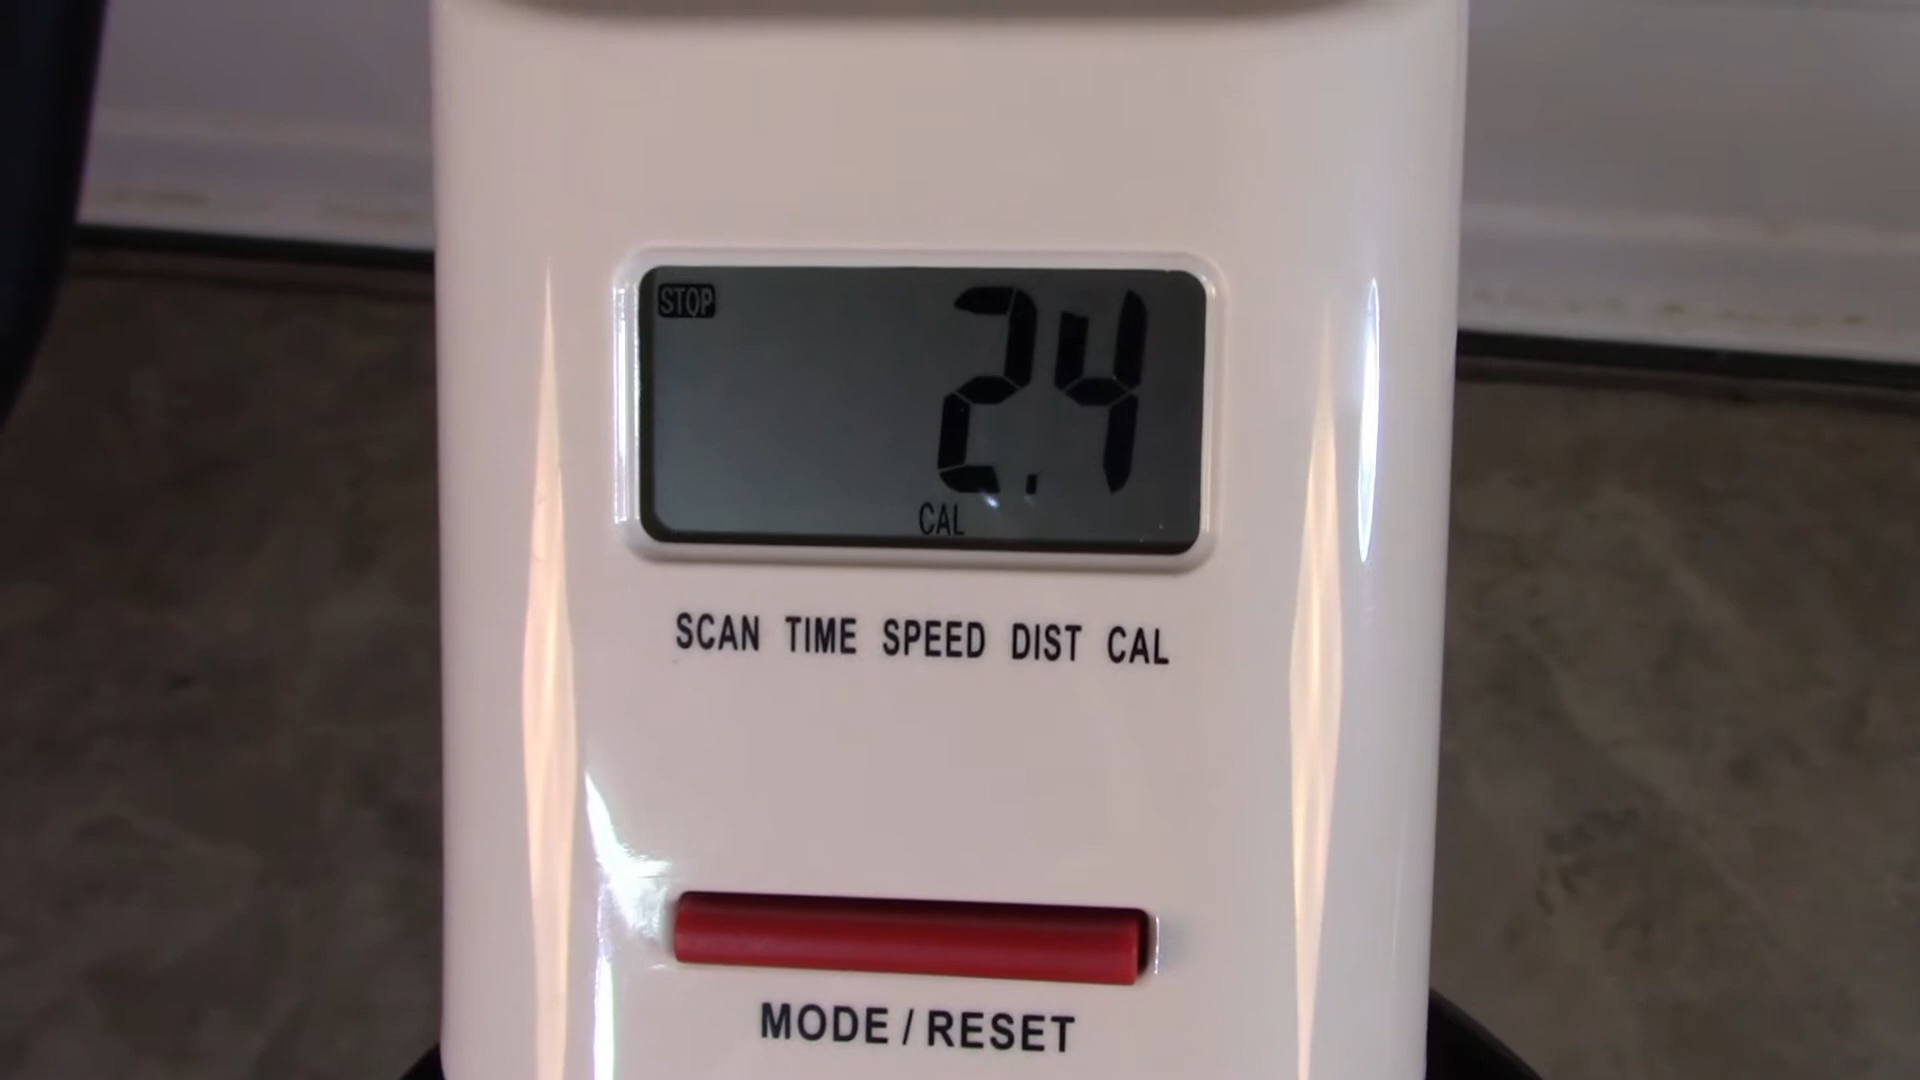 STOP
2.4
CAL
SCAN TIME SPEED DIST CAL
MODE / RESET